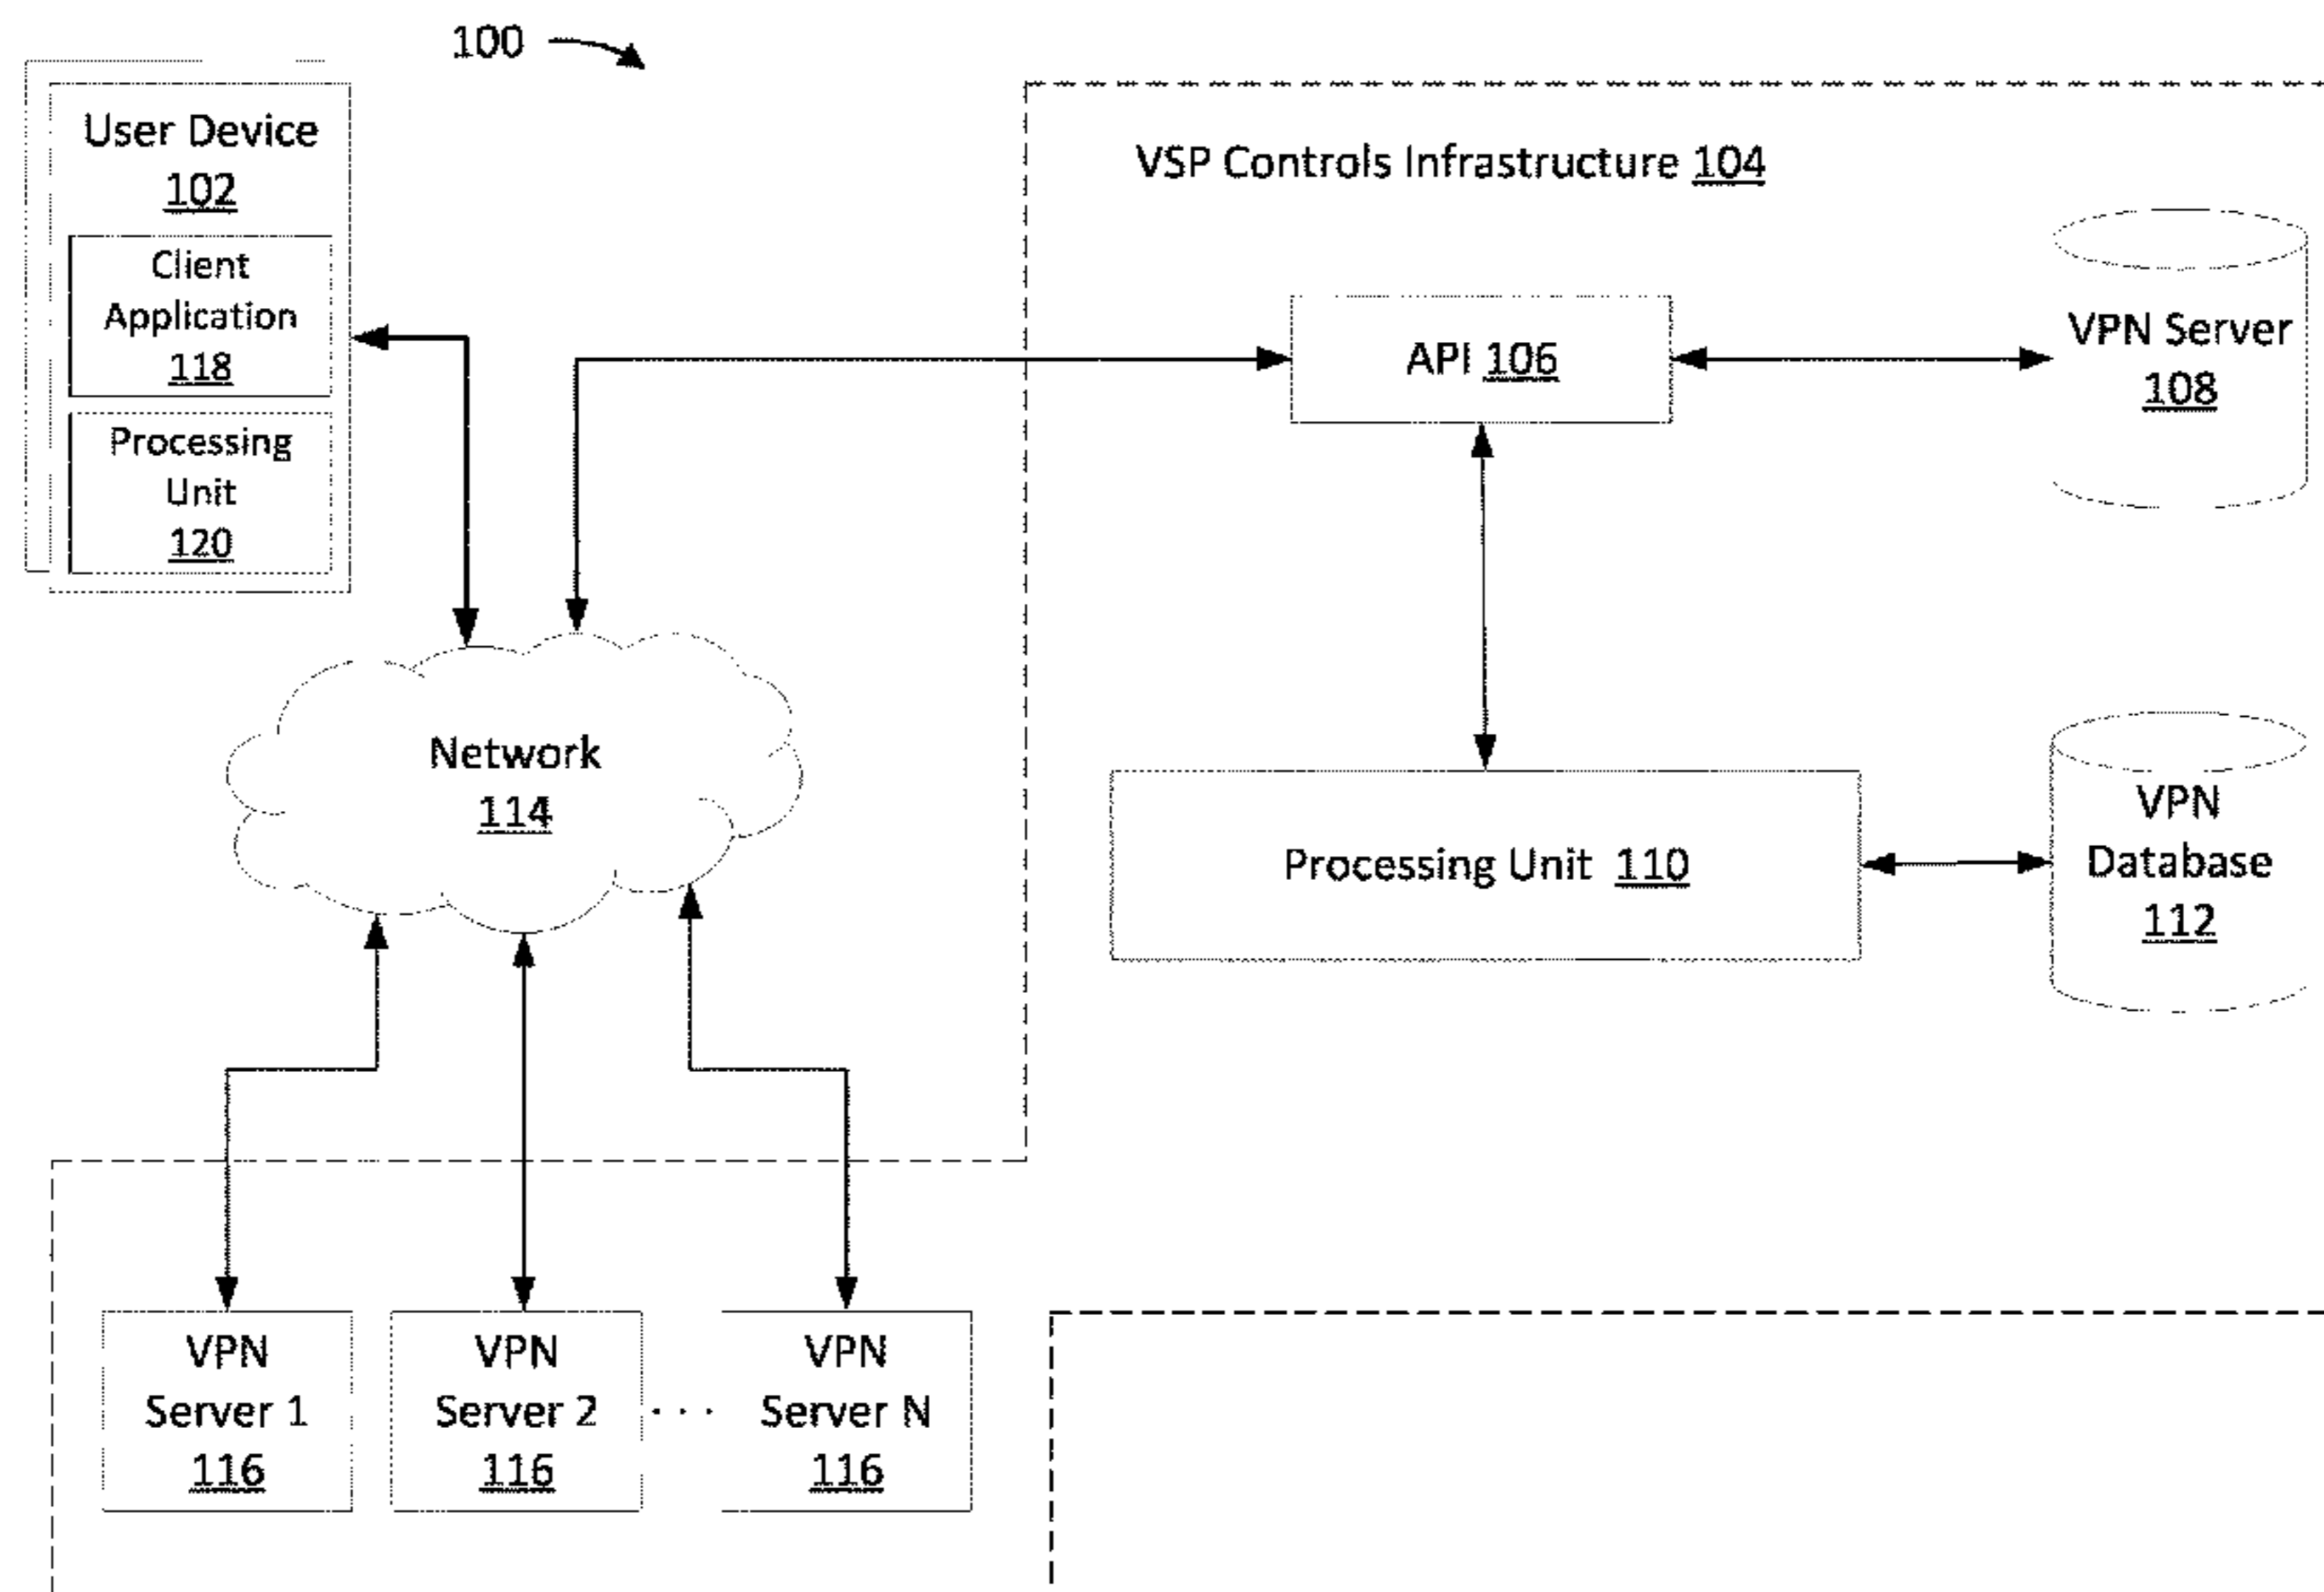 100
User Device
102
Client
Application
118
Processing
Unit
120
VSP Controls Infrastructure 104
API 106
VPN Server
108
Network
114
Processing Unit 110
VPN
Database
112
VPN
Server 1
116
VPN
Server 2
116
. . .
VPN
Server N
116